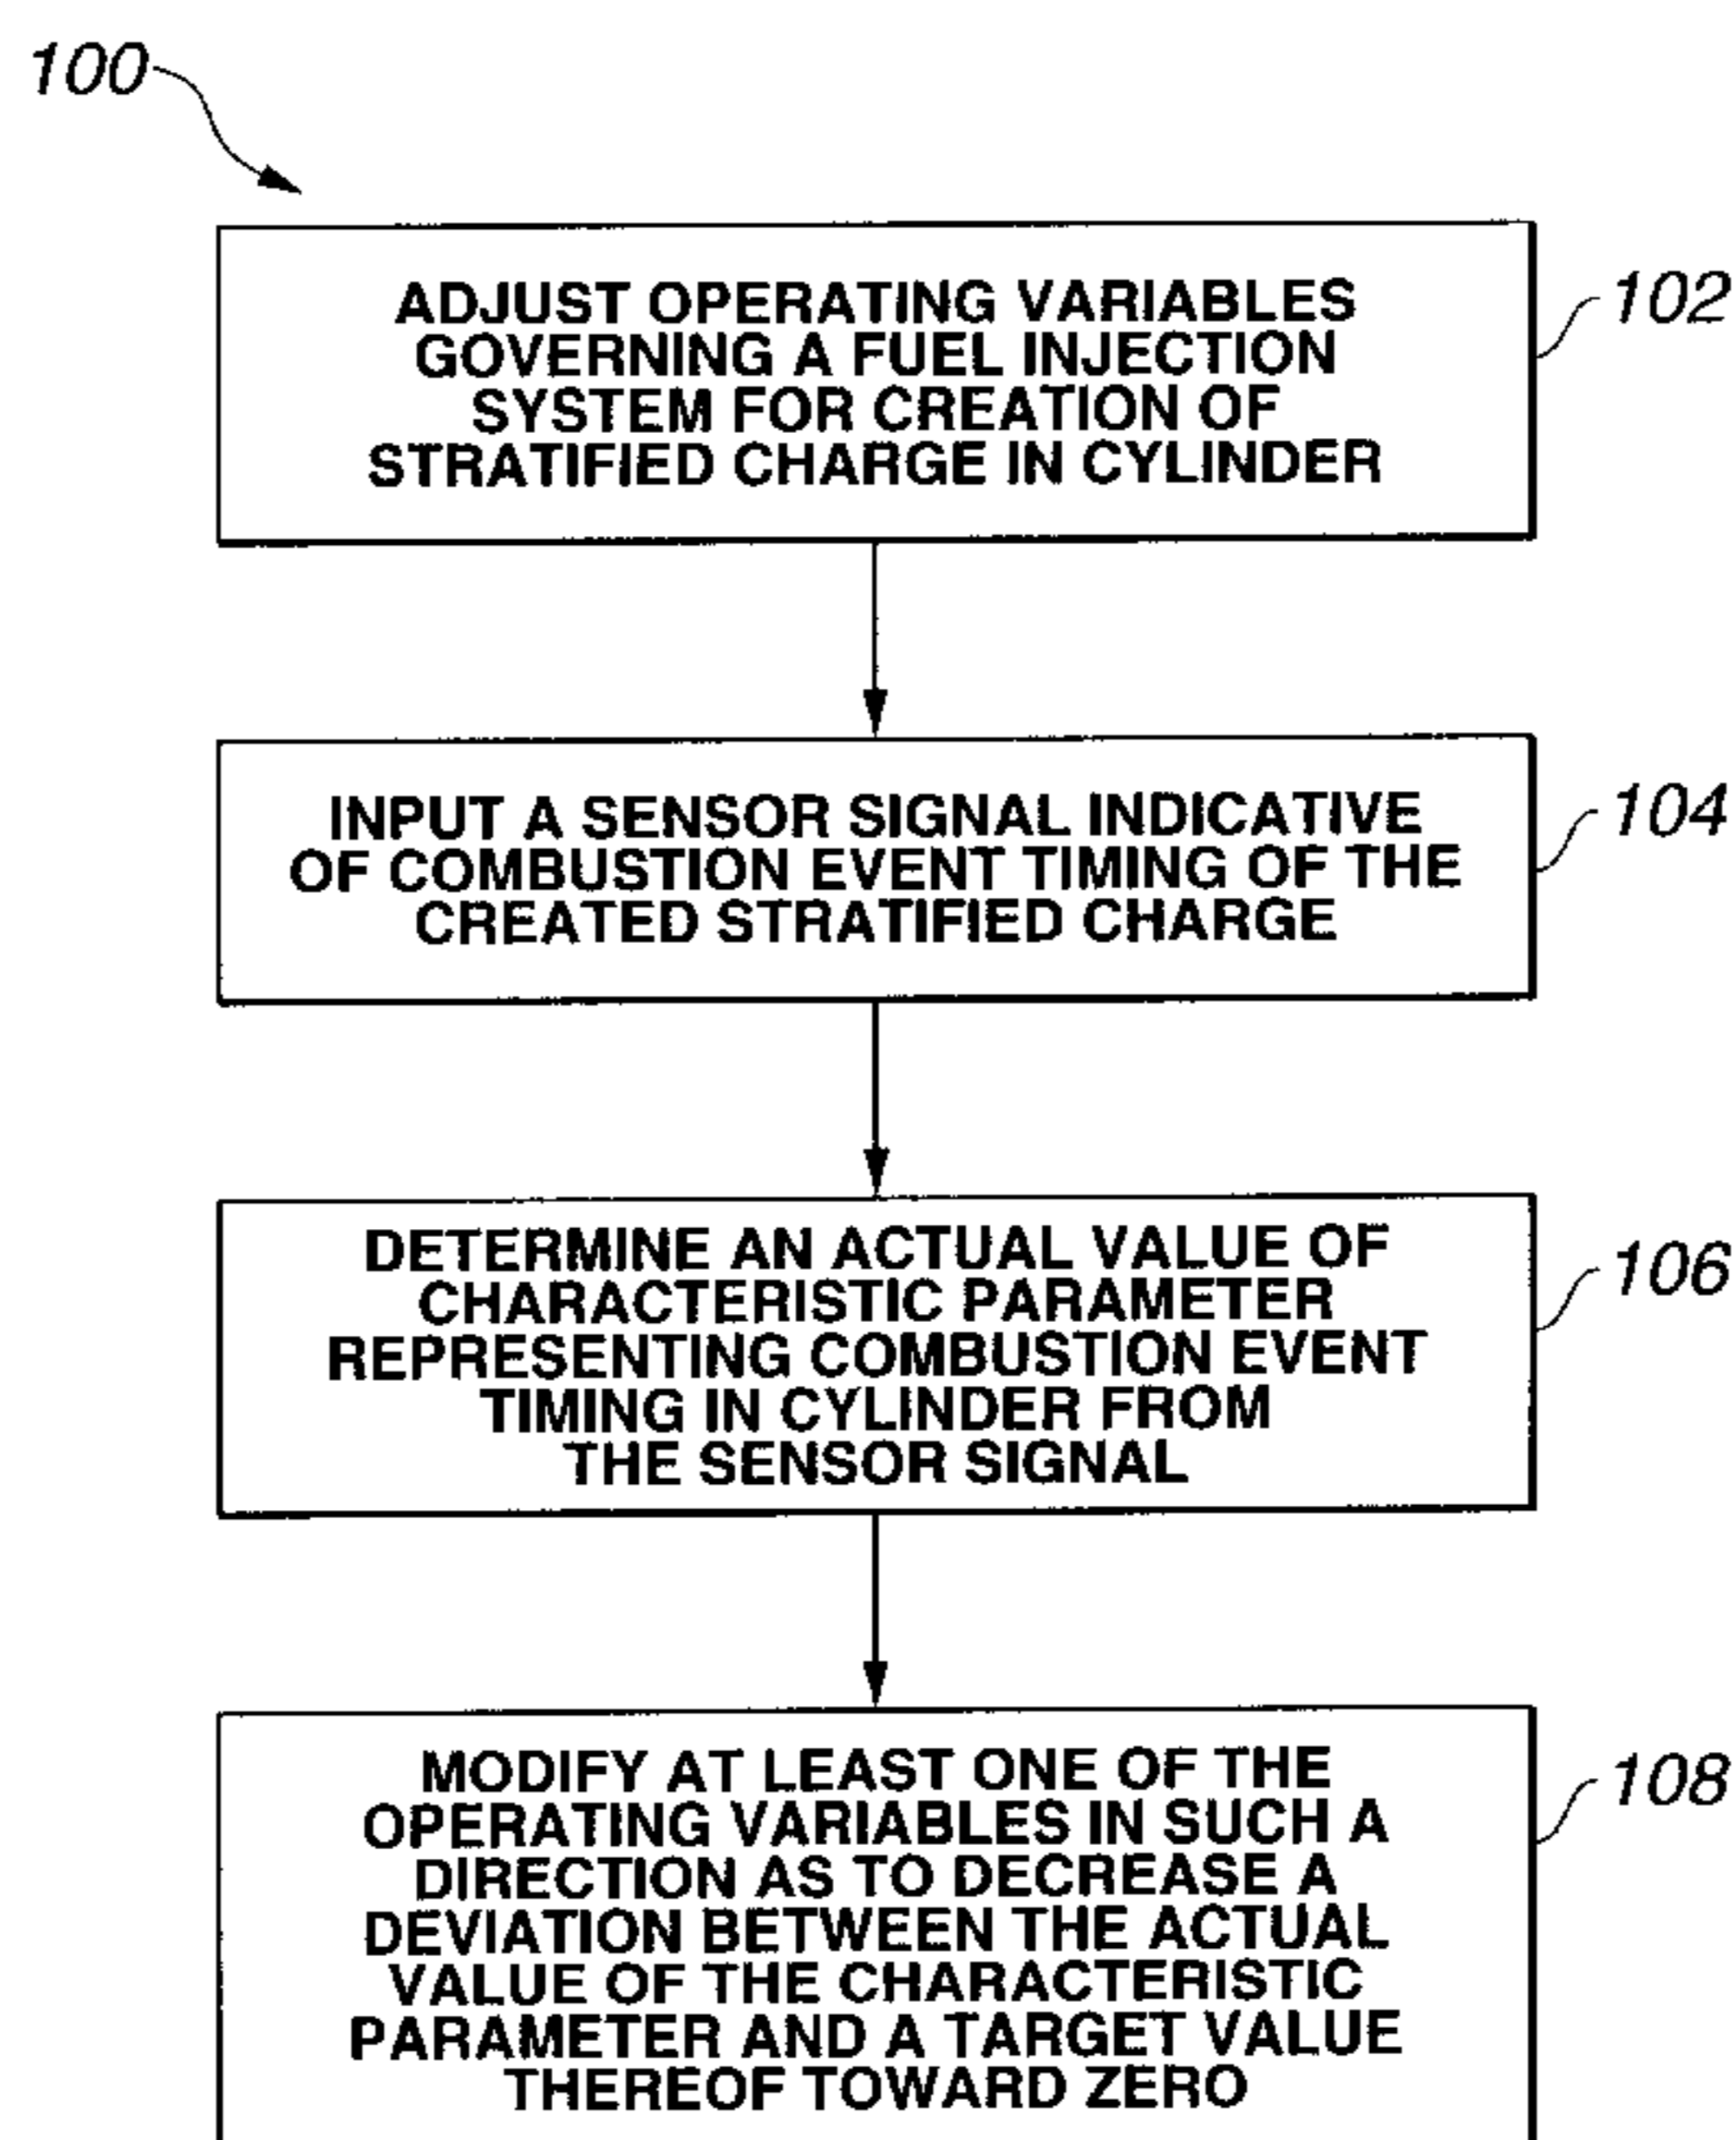 100
ADJUST OPERATING VARIABLES
GOVERNING A FUEL INJECTION
SYSTEM FOR CREATION OF
STRATIFIED CHARGE IN CYLINDER
102
INPUT A SENSOR SIGNAL INDICATIVE
OF COMBUSTION EVENT TIMING OF THE
CREATED STRATIFIED CHARGE
104
DETERMINE AN ACTUAL VALUE OF
CHARACTERISTIC PARAMETER
REPRESENTING COMBUSTION EVENT
TIMING IN CYLINDER FROM
THE SENSOR SIGNAL
106
MODIFY AT LEAST ONE OF THE
OPERATING VARIABLES IN SUCH A
DIRECTION AS TO DECREASE A
DEVIATION BETWEEN THE ACTUAL
VALUE OF THE CHARACTERISTIC
PARAMETER AND A TARGET VALUE
THEREOF TOWARD ZERO
108